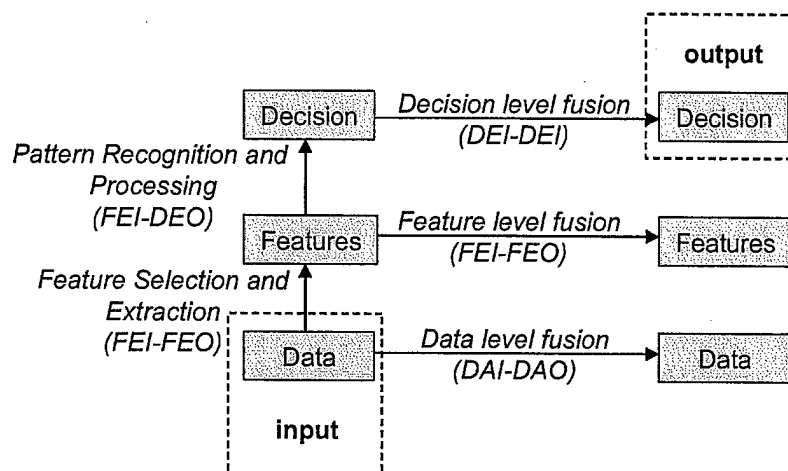 output
Decision
Decision level fusion
(DEI-DEI)
Decision
Pattern Recognition and
Processing
(FEI-DEO)
Features
Feature level fusion
(FEI-FEO)
Features
Feature Selection and
Extraction
(FEI-FEO)
Data
Data level fusion
(DAI-DAO)
Data
input